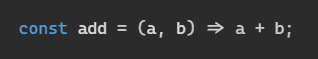 const add = (a, b) => a + b;